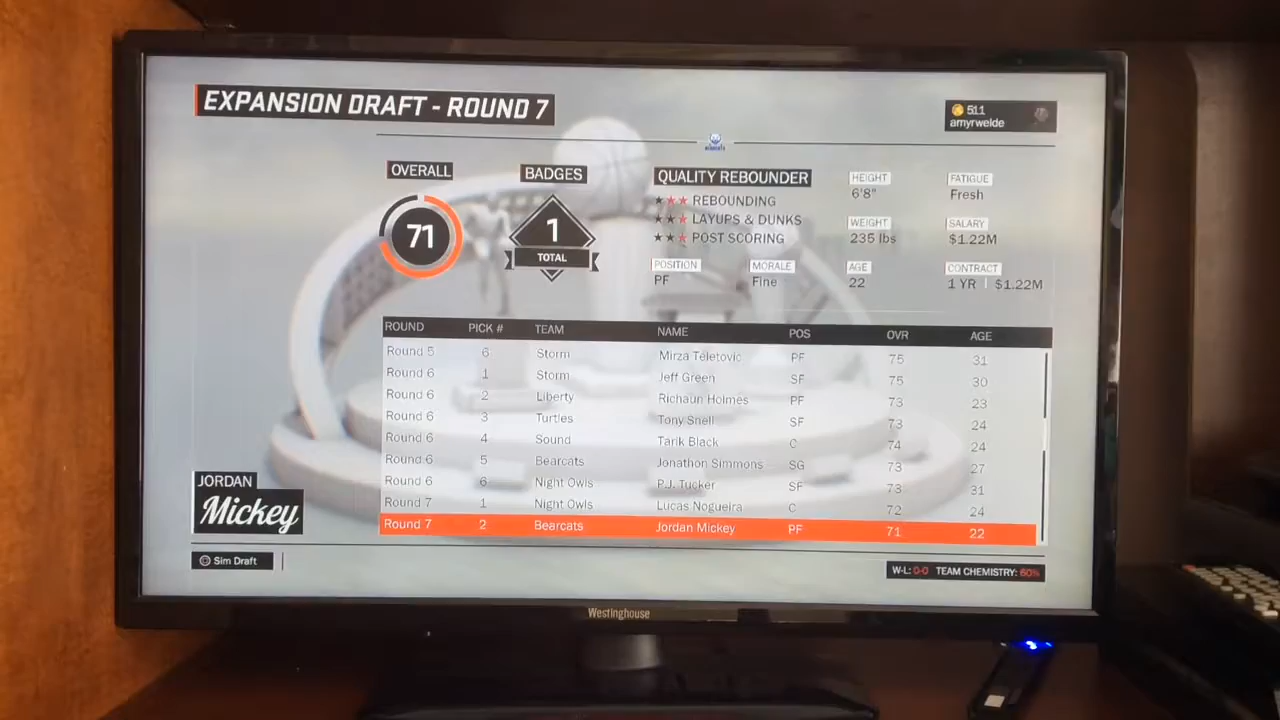 EXPANSION DRAFT - ROUND 7
511
amyrwelde
OVERALL
71
BADGES
1
TOTAL
QUALITY REBOUNDER
★★★ REBOUNDING
★★★ LAYUPS & DUNKS
★★★ POST SCORING
POSITION
PF
MORALE
Fine
HEIGHT
6'8"
WEIGHT
235 lbs
AGE
22
FATIGUE
Fresh
SALARY
$1.22M
CONTRACT
1 YR | $1.22M
ROUND PICK # TEAM NAME POS OVR AGE
Round 5 6 Storm Mirza Teletovic PF 75 31
Round 6 1 Storm Jeff Green SF 75 30
Round 6 2 Liberty Richaun Holmes PF 73 23
Round 6 3 Turtles Tony Snell SF 73 24
Round 6 4 Sound Tarik Black C 74 24
Round 6 5 Bearcats Jonathon Simmons SG 73 27
Round 6 6 Night Owls P.J. Tucker SF 73 31
Round 7 1 Night Owls Lucas Nogueira C 72 24
Round 7 2 Bearcats Jordan Mickey PF 71 22
JORDAN
Mickey
Sim Draft
W-L: 0-0 TEAM CHEMISTRY: 60%
Westinghouse